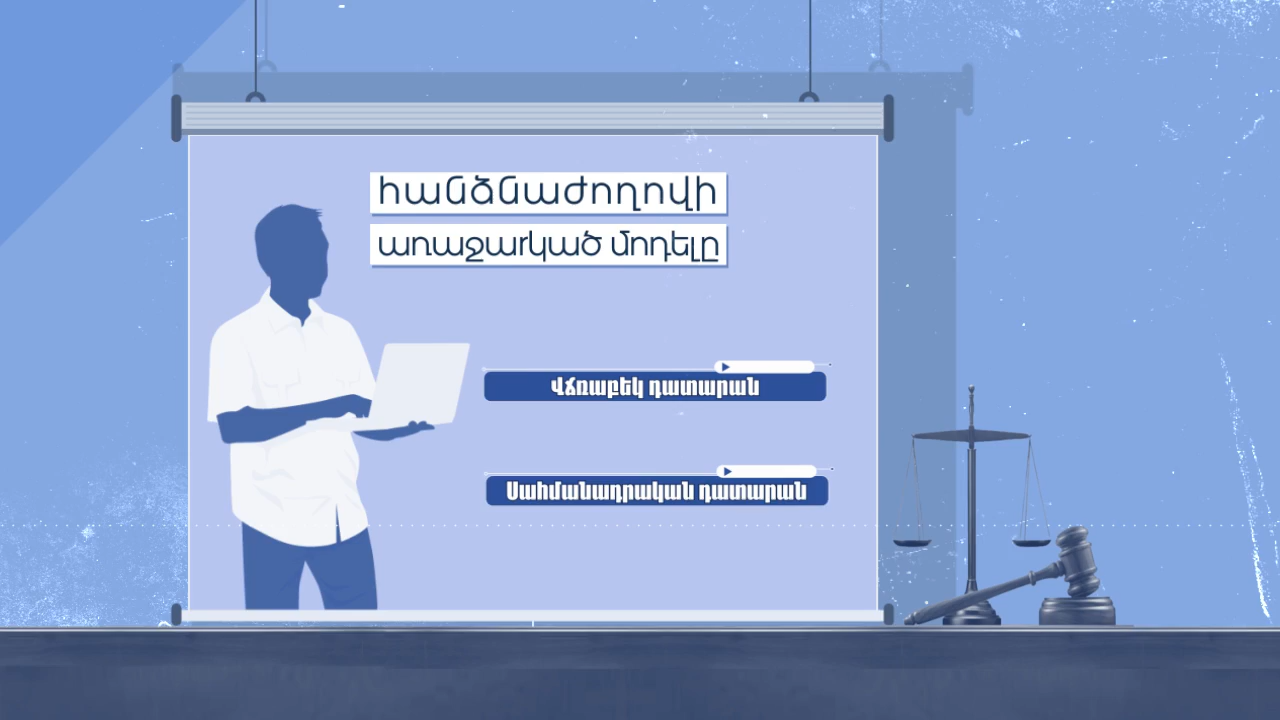 հանձնաժողովի
առաջարկած մոդելը
Վճռաբեկ դատարան
Սահմանադրական դատարան